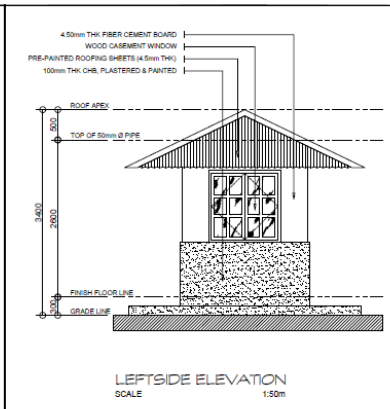 4.50mm THK FIBER CEMENT BOARD
WOOD CASEMENT WINDOW
PRE-PAINTED ROOFING SHEETS (4.5mm THK)
100mm THK CHB, PLASTERED & PAINTED
ROOF APEX
500
TOP OF 50mm Ø PIPE
3400
2600
FINISH FLOOR LINE
300
GRADE LINE
LEFTSIDE ELEVATION
SCALE 1:50m